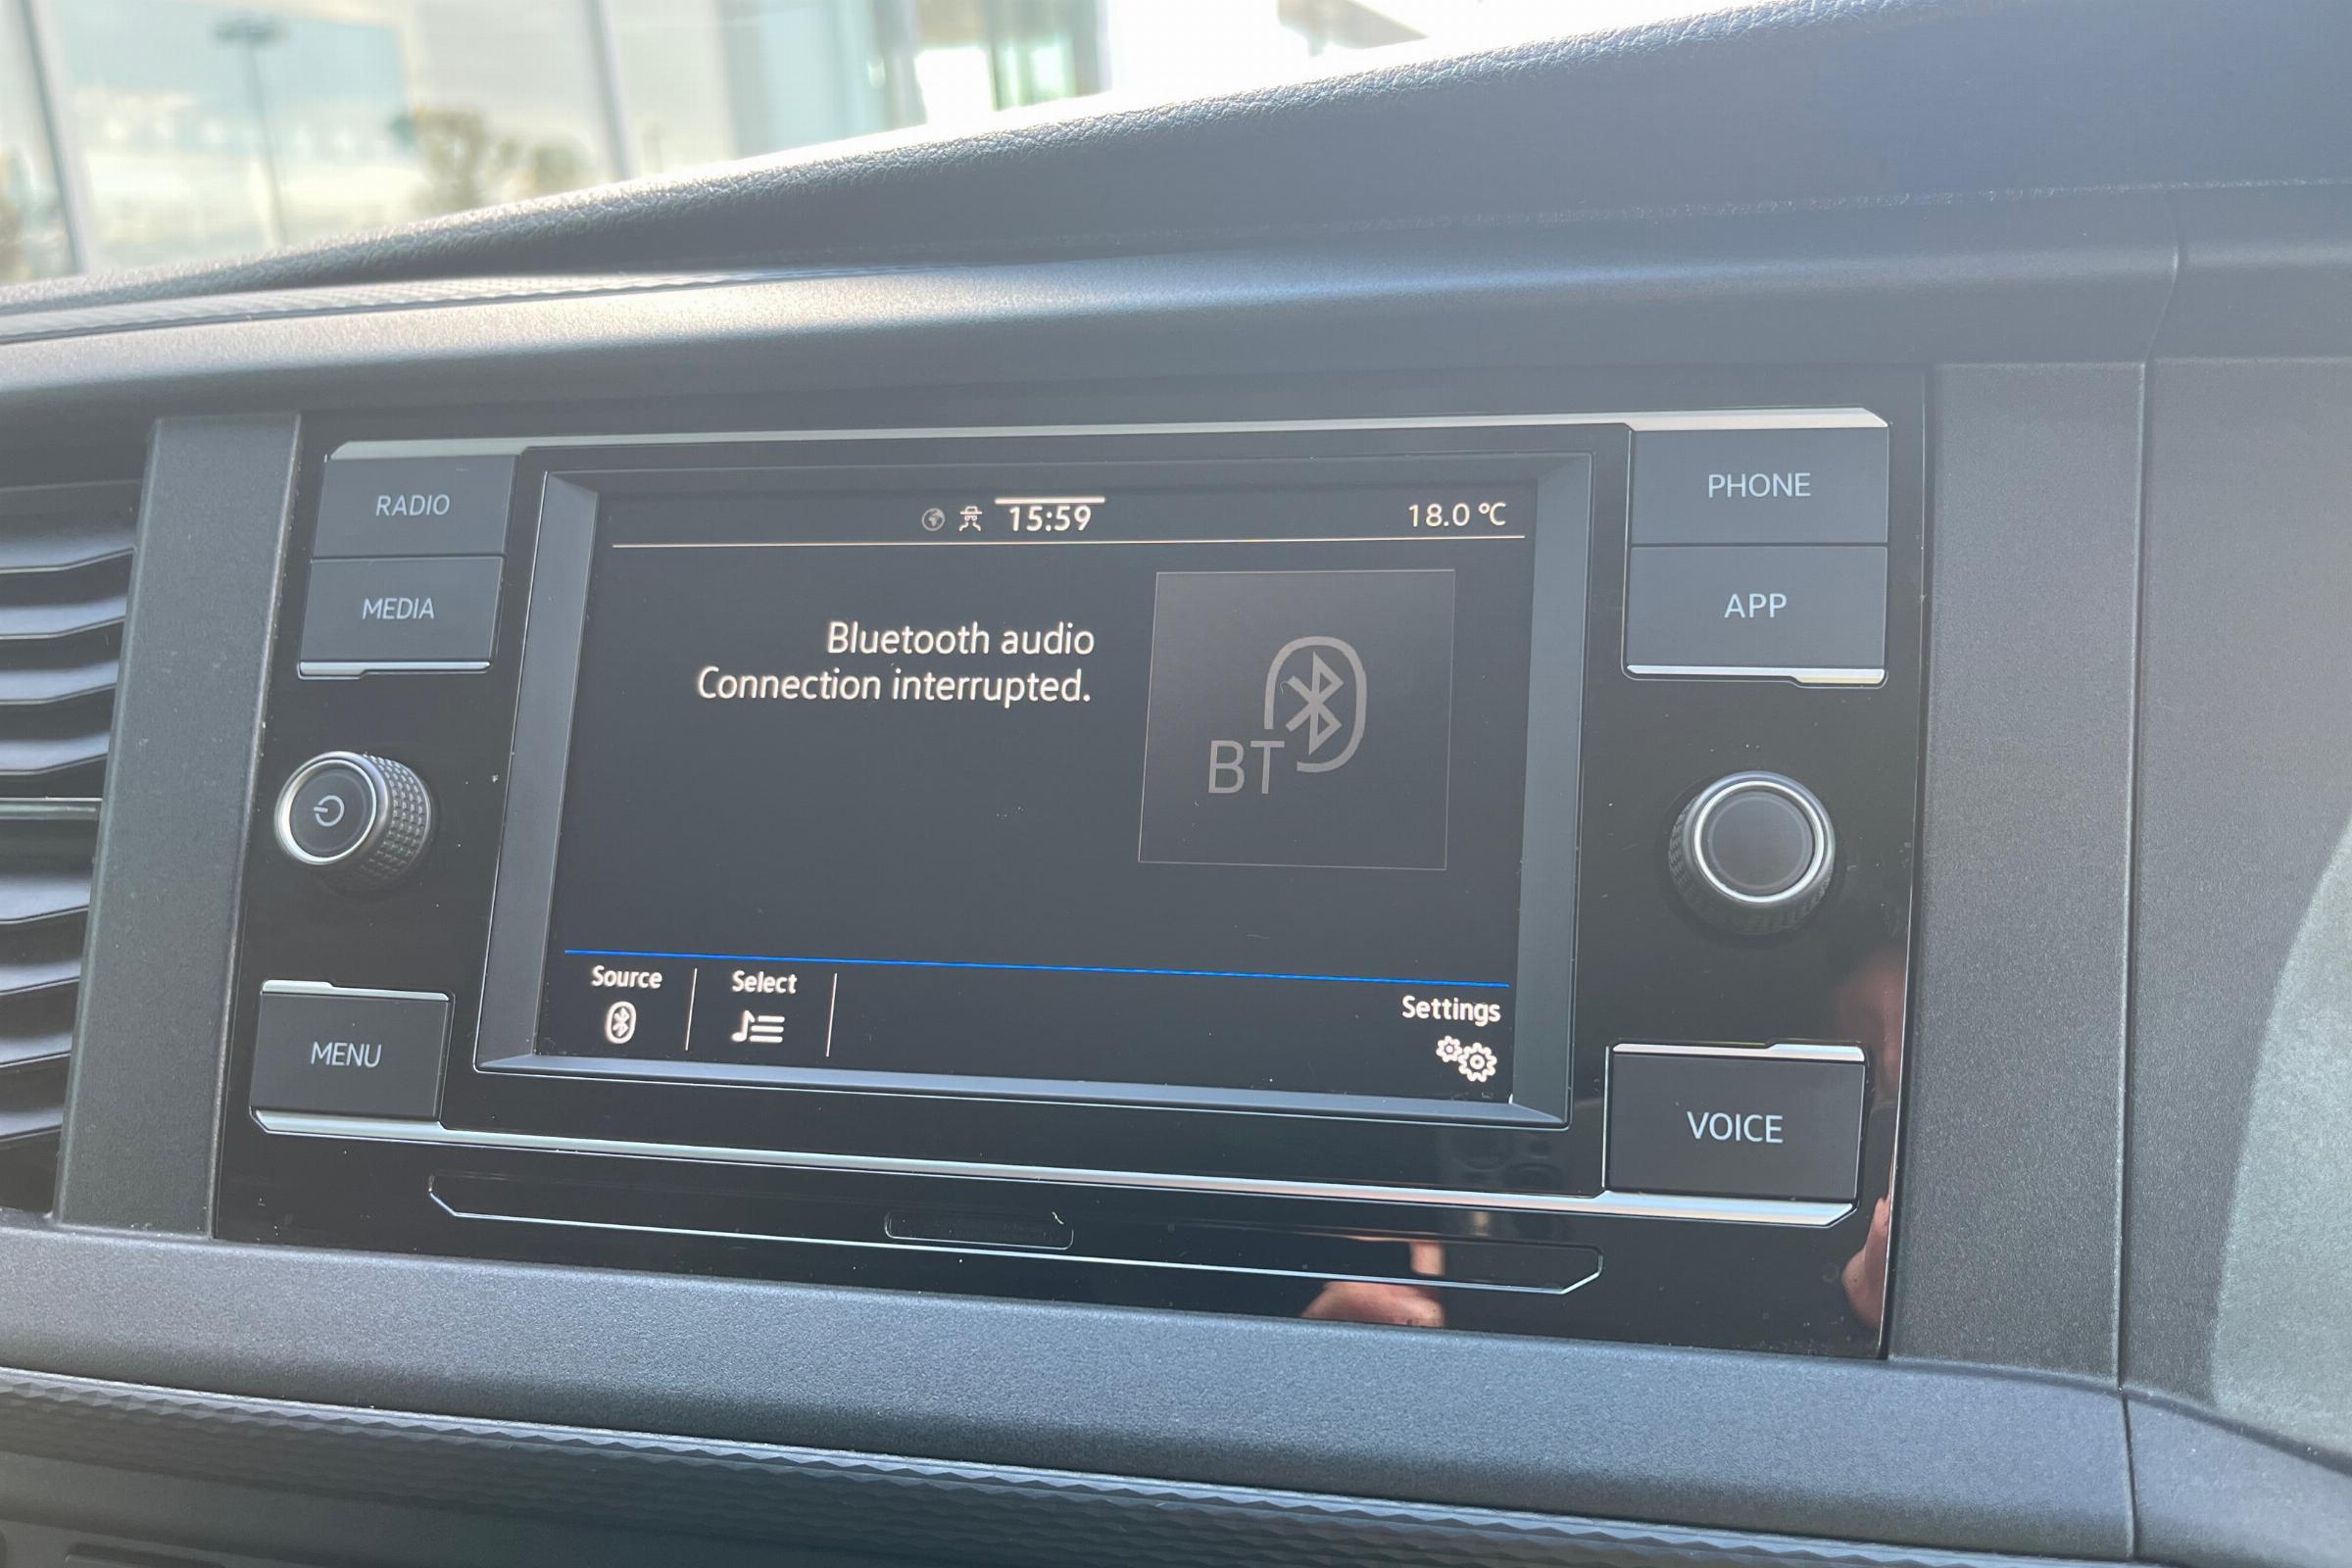 RADIO
MEDIA
MENU
15:59
18.0 °C
Bluetooth audio
Connection interrupted.
BT
Source
Select
Settings
PHONE
APP
VOICE